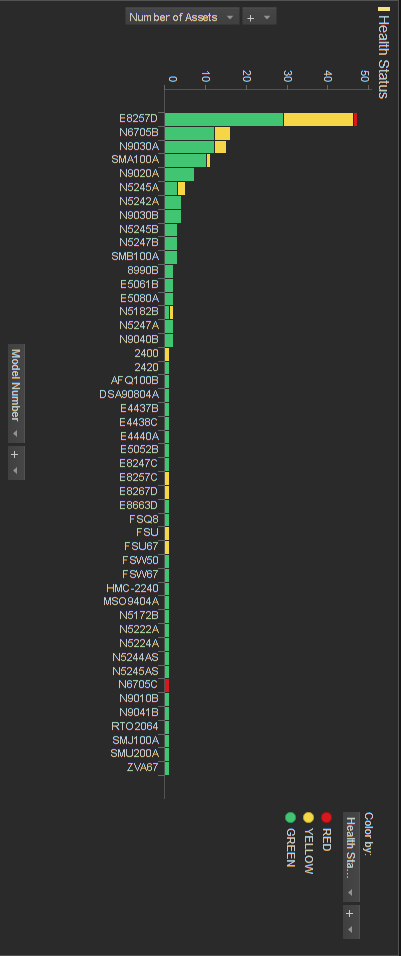 Health Status
Number of Assets
+
0
10
20
30
40
50
E8257D
N6705B
N9030A
SMA100A
N9020A
N5245A
N5242A
N9030B
N5245B
N5247B
SMB100A
8990B
E5061B
E5080A
N5182B
N5247A
N9040B
2400
2420
AFQ100B
DSA90804A
E4437B
E4438C
E4440A
E5052B
E8247C
E8257C
E8267D
E8663D
FSQ8
FSU
FSU67
FSW50
FSW67
HMC-2240
MSO9404A
N5172B
N5222A
N5224A
N5244AS
N5245AS
N6705C
N9010B
N9041B
RTO2064
SMJ100A
SMU200A
ZVA67
Model Number
+
Color by:
Health Sta...
+
RED
YELLOW
GREEN